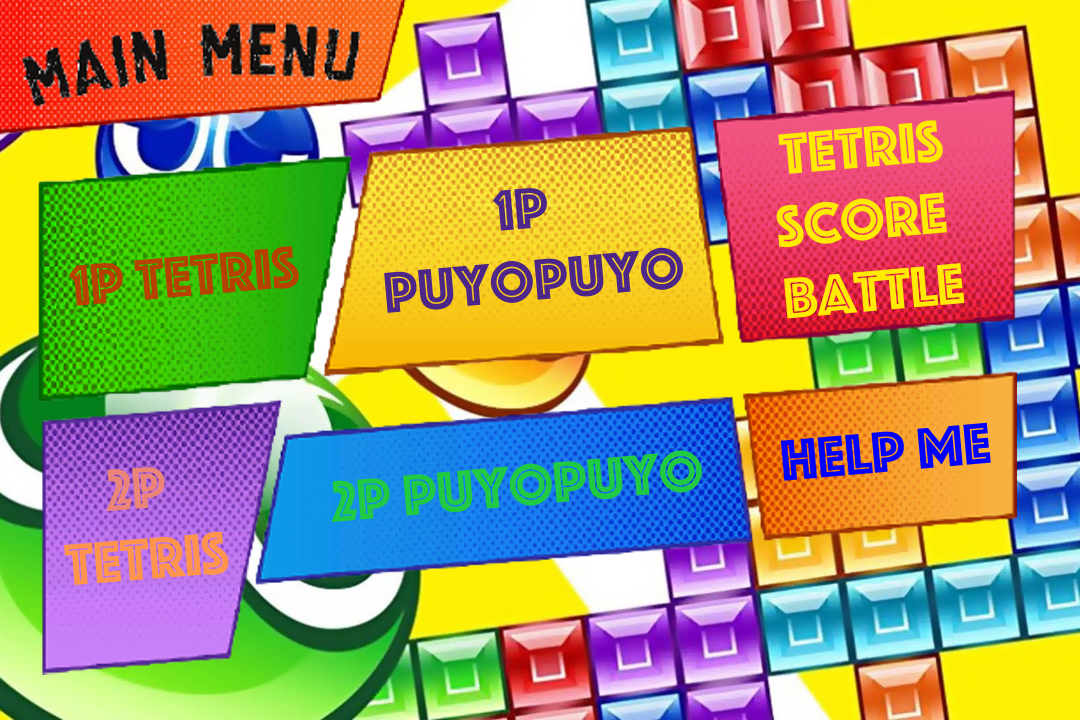 MAIN MENU
1P TETRIS
1P
PUYOPUYO
TETRIS
SCORE
BATTLE
2P
TETRIS
2P PUYOPUYO
HELP ME